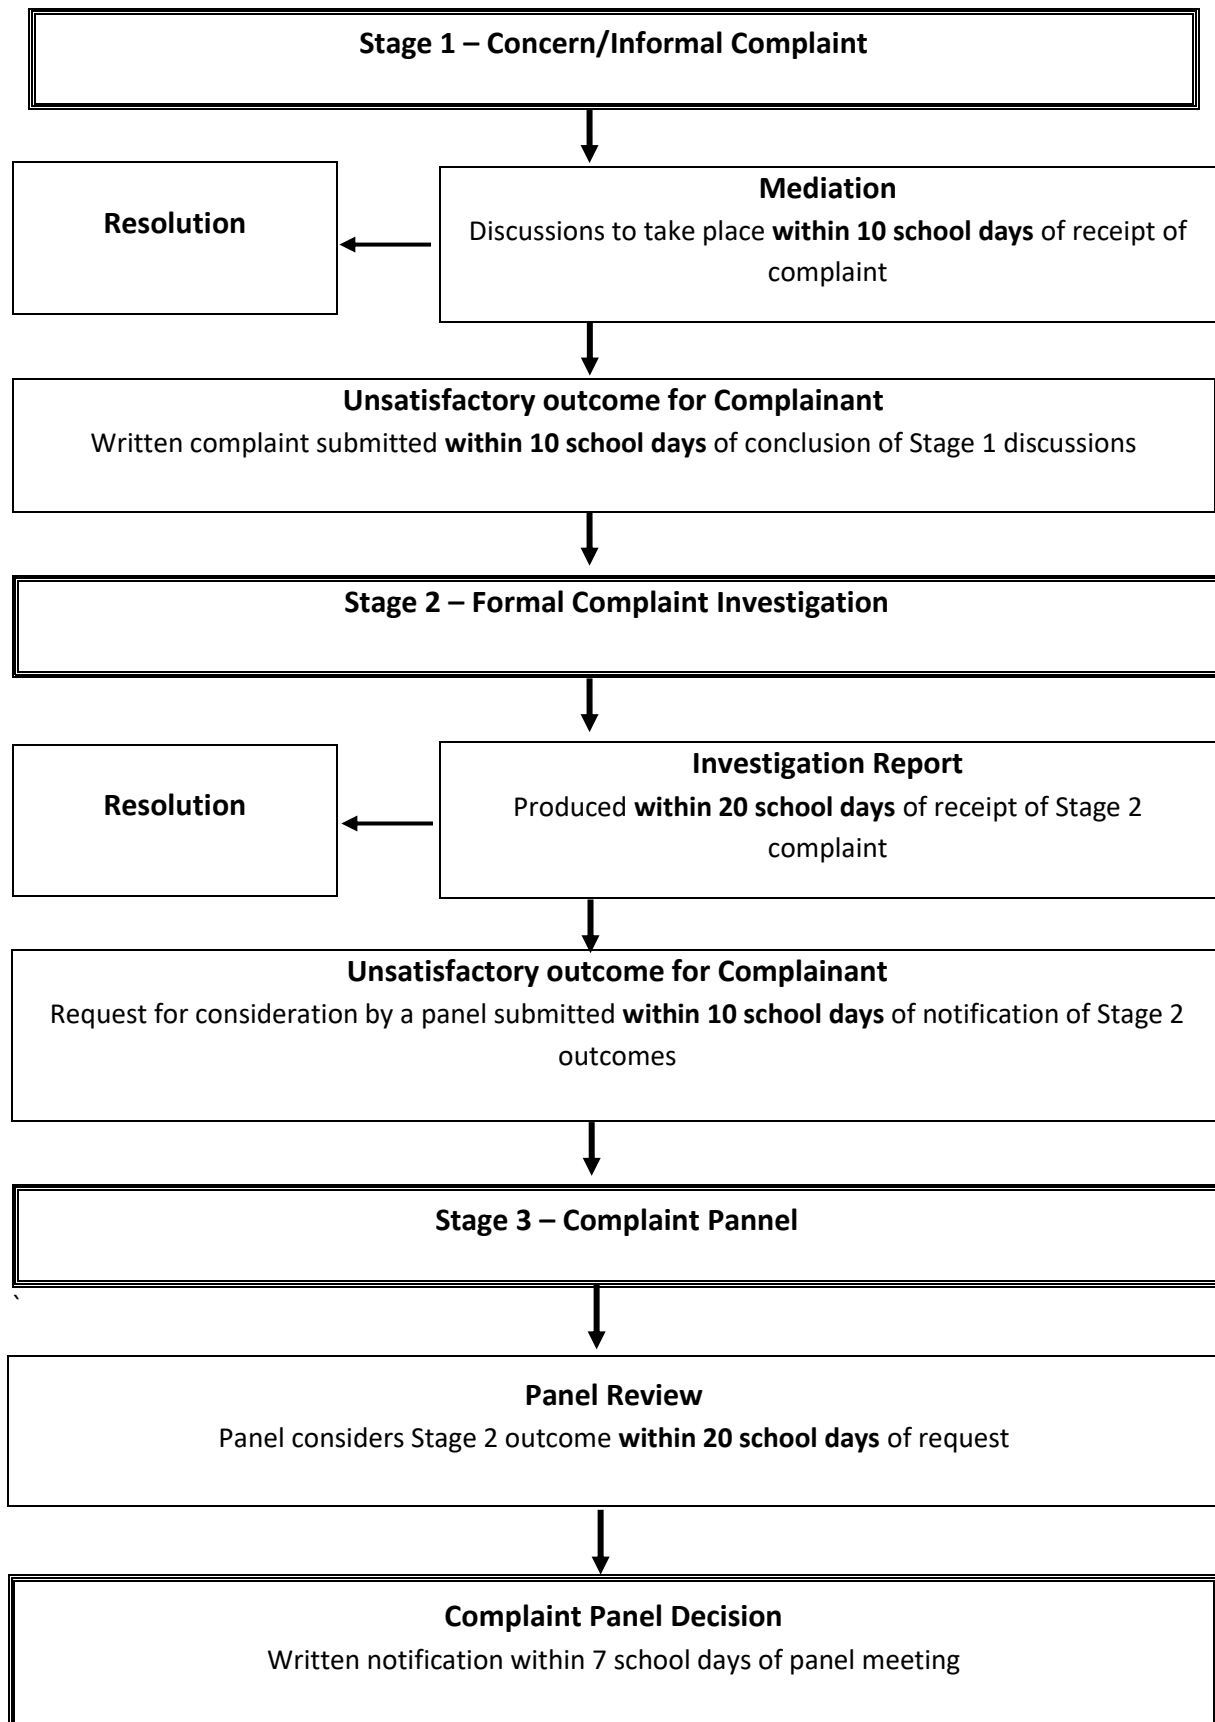 Stage 1 – Concern/Informal Complaint
Resolution
Mediation
Discussions to take place within 10 school days of receipt of
complaint
Unsatisfactory outcome for Complainant
Written complaint submitted within 10 school days of conclusion of Stage 1 discussions
Stage 2 – Formal Complaint Investigation
Resolution
Investigation Report
Produced within 20 school days of receipt of Stage 2
complaint
Unsatisfactory outcome for Complainant
Request for consideration by a panel submitted within 10 school days of notification of Stage 2
outcomes
Stage 3 – Complaint Pannel
`
Panel Review
Panel considers Stage 2 outcome within 20 school days of request
Complaint Panel Decision
Written notification within 7 school days of panel meeting